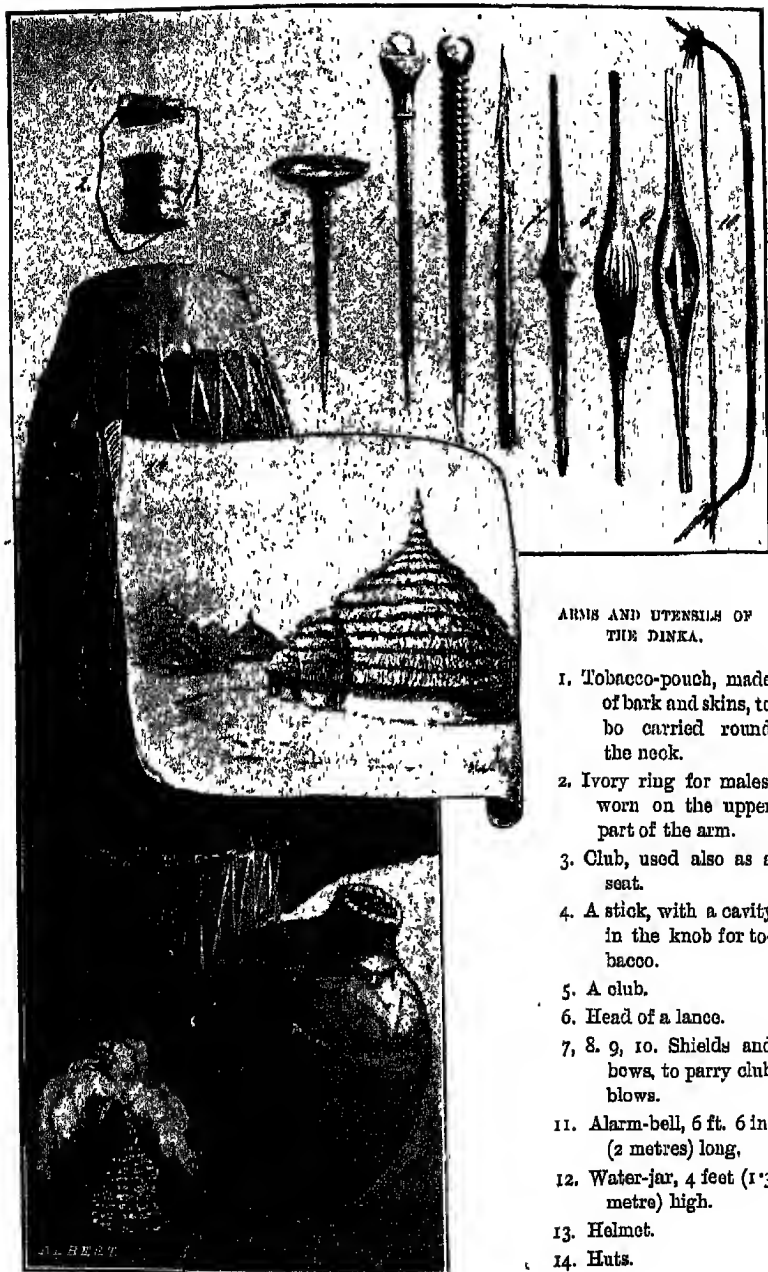 ARMS AND UTENSILS OF
THE DINKA.
1. Tobacco-pouch, made
of bark and skins, to
bo carried round
the neck.
2. Ivory ring for males,
worn on the upper
part of the arm.
3. Club, used also as a
seat.
4. A stick, with a cavity
in the knob for to-
bacco.
5. A club.
6. Head of a lance.
7, 8. 9, 10. Shields and
bows, to parry club
blows.
11. Alarm-bell, 6 ft. 6 in.
(2 metres) long,
12. Water-jar, 4 feet (1·3
metre) high.
13. Helmet.
14. Huts.
ALBERT